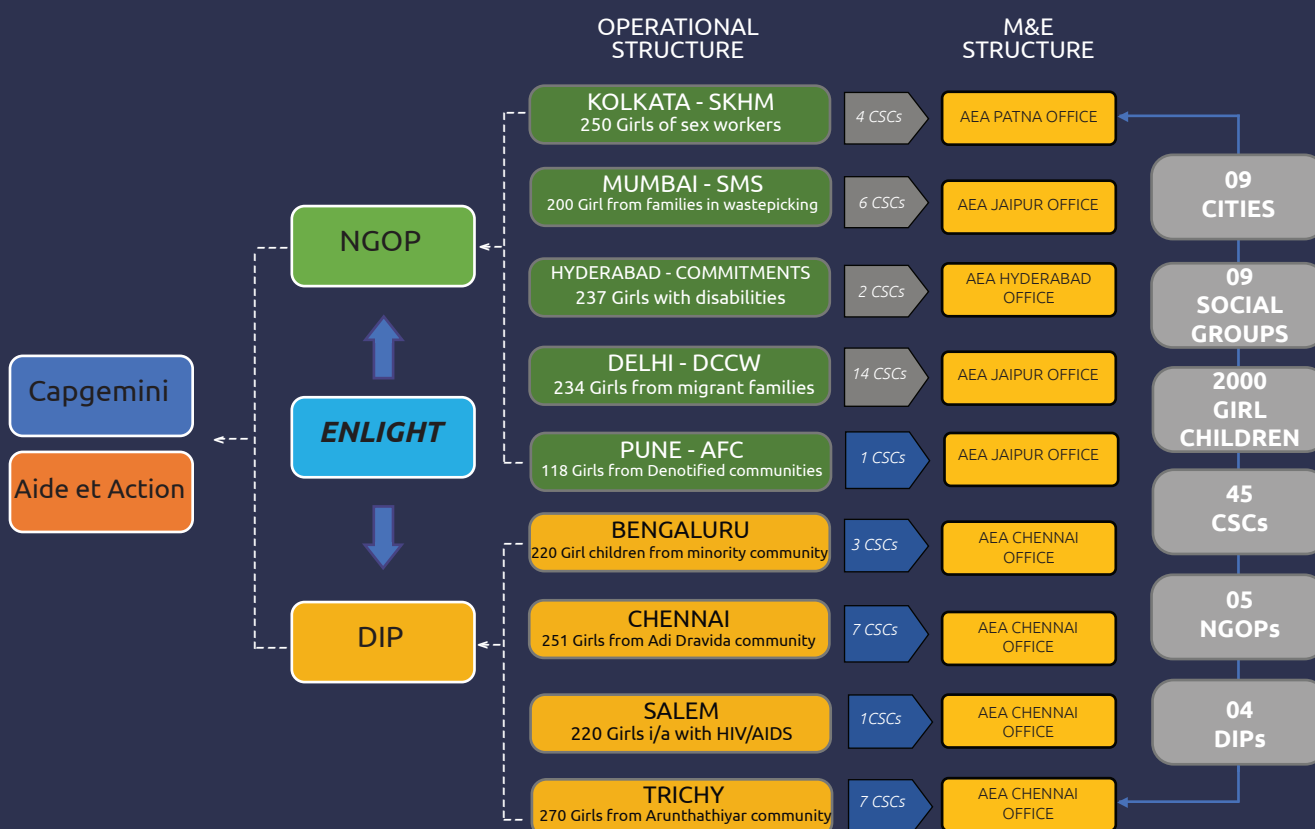 OPERATIONAL
STRUCTURE
M&E
STRUCTURE
KOLKATA - SKHM
250 Girls of sex workers
4 CSCs
AEA PATNA OFFICE
MUMBAI - SMS
200 Girl from families in wastepicking
6 CSCs
AEA JAIPUR OFFICE
HYDERABAD - COMMITMENTS
237 Girls with disabilities
2 CSCs
AEA HYDERABAD
OFFICE
DELHI - DCCW
234 Girls from migrant families
14 CSCs
AEA JAIPUR OFFICE
PUNE - AFC
118 Girls from Denotified communities
1 CSCs
AEA JAIPUR OFFICE
BENGALURU
220 Girl children from minority community
3 CSCs
AEA CHENNAI
OFFICE
CHENNAI
251 Girls from Adi Dravida community
7 CSCs
AEA CHENNAI
OFFICE
SALEM
220 Girls i/a with HIV/AIDS
1CSCs
AEA CHENNAI
OFFICE
TRICHY
270 Girls from Arunthathiyar community
7 CSCs
AEA CHENNAI
OFFICE
NGOP
ENLIGHT
DIP
Capgemini
Aide et Action
09
CITIES
09
SOCIAL
GROUPS
2000
GIRL
CHILDREN
45
CSCs
05
NGOPs
04
DIPs